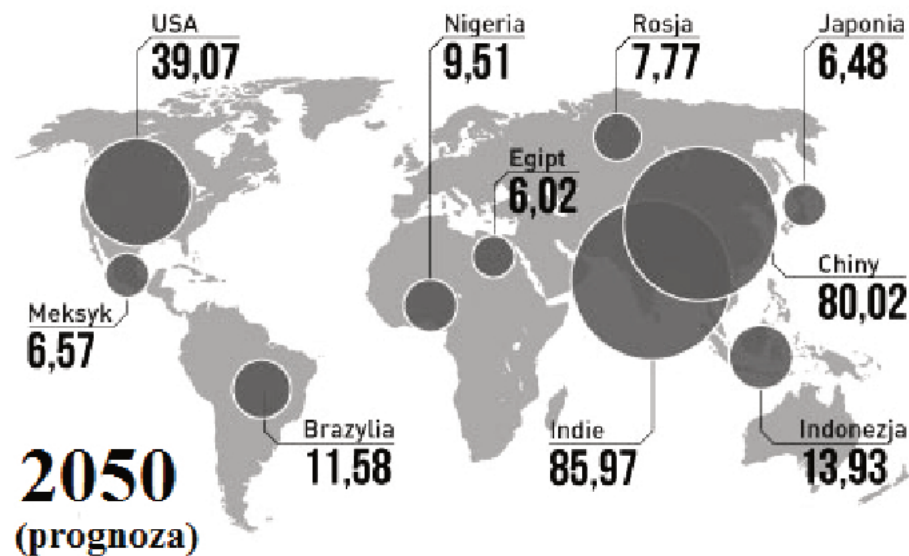 USA
39,07
Nigeria
9,51
Rosja
7,77
Japonia
6,48
Egipt
6,02
Chiny
80,02
Meksyk
6,57
Brazylia
11,58
Indie
85,97
Indonezja
13,93
2050
(prognoza)